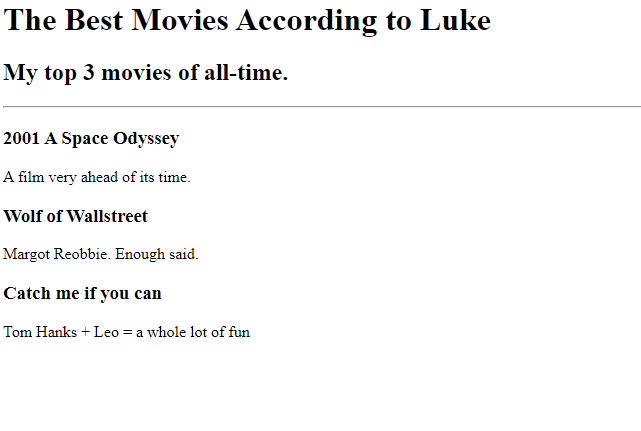 The Best Movies According to Luke
My top 3 movies of all-time.
2001 A Space Odyssey
A film very ahead of its time.
Wolf of Wallstreet
Margot Reobbie. Enough said.
Catch me if you can
Tom Hanks + Leo = a whole lot of fun